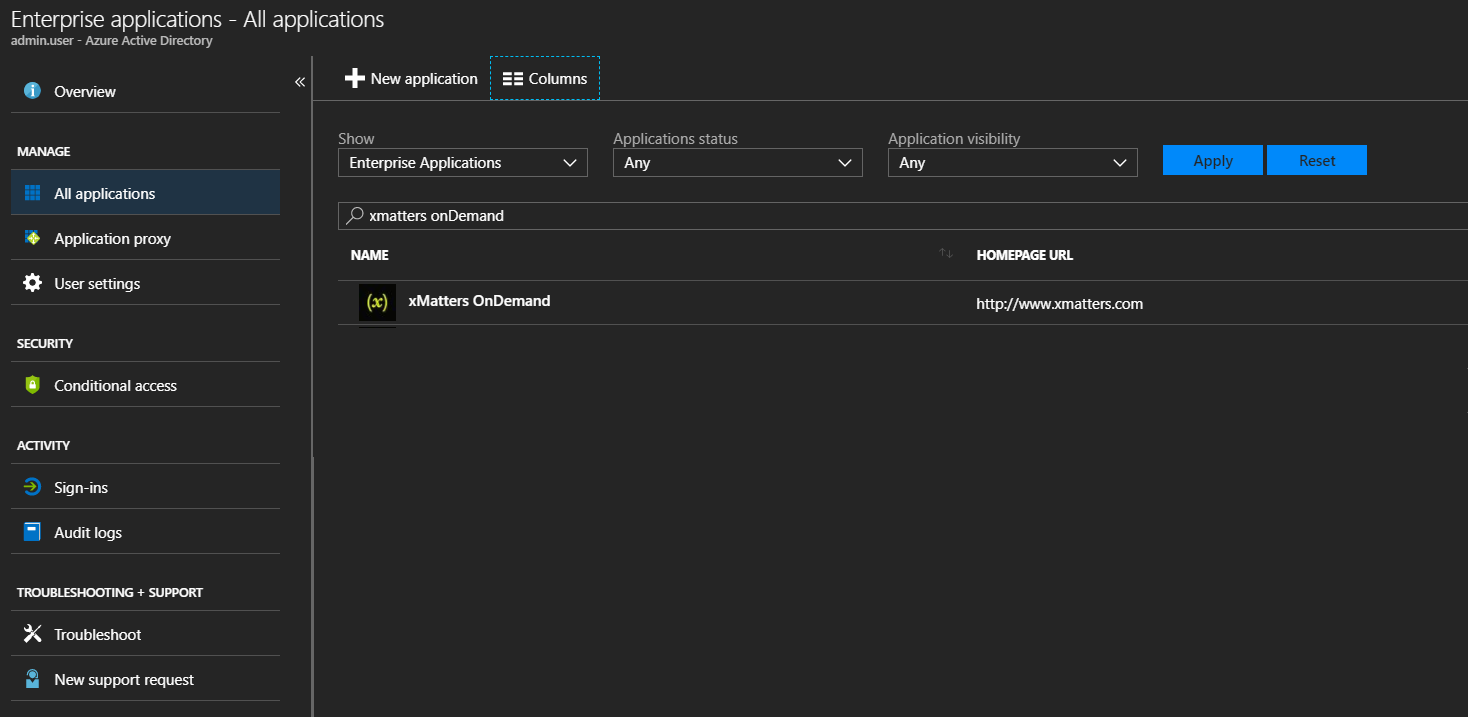 Enterprise applications - All applications
admin.user - Azure Active Directory
Overview
MANAGE
All applications
Application proxy
User settings
SECURITY
Conditional access
ACTIVITY
Sign-ins
Audit logs
TROUBLESHOOTING + SUPPORT
Troubleshoot
New support request
New application
Columns
Show
Enterprise Applications
Applications status
Any
Application visibility
Any
Apply
Reset
xmatters onDemand
NAME
HOMEPAGE URL
(x)
xMatters OnDemand
http://www.xmatters.com